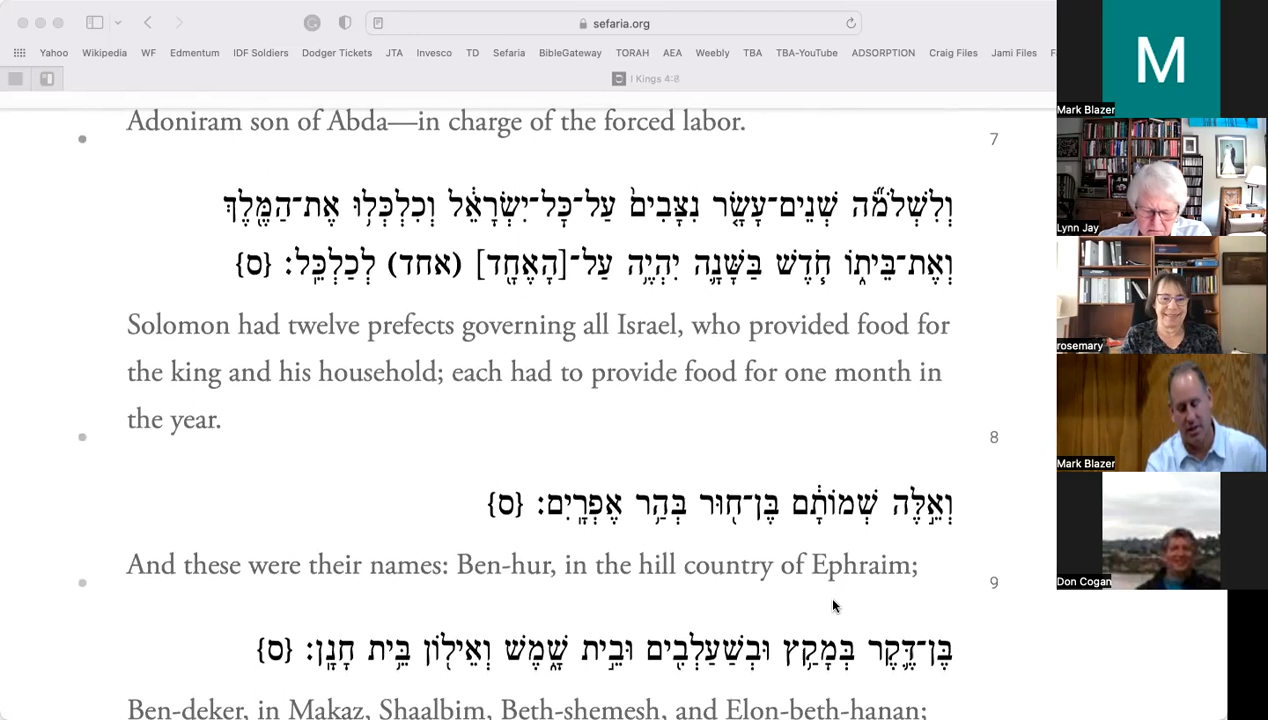 sefaria.org
Yahoo Wikipedia WF Edmentum IDF Soldiers Dodger Tickets JTA Invesco TD Sefaria BibleGateway TORAH AEA Weebly TBA TBA-YouTube ADSORPTION Craig Files Jami Files F
I Kings 4:8
Adoniram son of Abda—in charge of the forced labor.
7
וְלִשְׁלֹמֹ֞ה שְׁנֵים־עָשָׂ֤ר נִצָּבִים֙ עַל־כׇּל־יִשְׂרָאֵ֔ל וְכִלְכְּל֥וּ אֶת־הַמֶּ֖לֶךְ
וְאֶת־בֵּית֑וֹ חֹ֧דֶשׁ בַּשָּׁנָ֛ה יִהְיֶ֥ה עַל־[הָאֶחָ֖ד] (אחד) לְכַלְכֵּֽל׃ {ס}
Solomon had twelve prefects governing all Israel, who provided food for
the king and his household; each had to provide food for one month in
the year.
8
וְאֵ֣לֶּה שְׁמוֹתָ֔ם בֶּן־ח֖וּר בְּהַ֥ר אֶפְרָֽיִם׃ {ס}
And these were their names: Ben-hur, in the hill country of Ephraim;
9
בֶּן־דֶּ֛קֶר בְּמָקַ֥ץ וּבְשַׁעַלְבִ֖ים וּבֵ֣ית שָׁ֑מֶשׁ וְאֵיל֖וֹן בֵּ֥ית חָנָֽן׃ {ס}
Ben-deker, in Makaz, Shaalbim, Beth-shemesh, and Elon-beth-hanan;
M
Mark Blazer
Lynn Jay
rosemary
Mark Blazer
Don Cogan